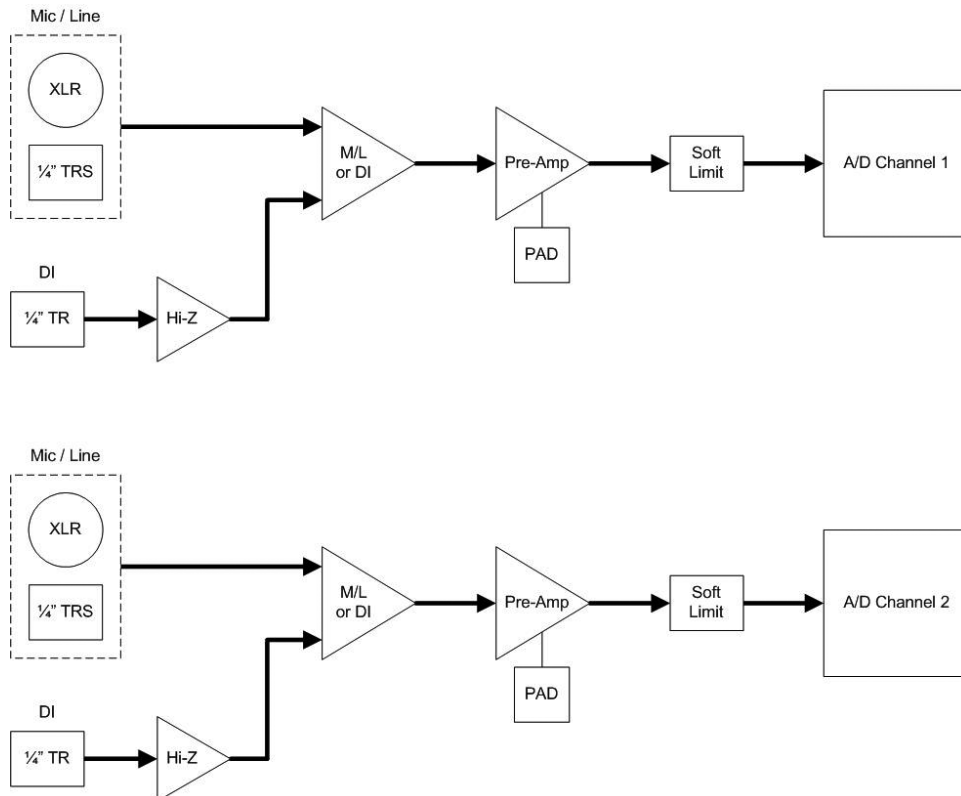 Mic / Line
XLR
¼” TRS
M/L
or DI
Pre-Amp
PAD
Soft
Limit
A/D Channel 1
DI
¼” TR
Hi-Z
Mic / Line
XLR
¼” TRS
M/L
or DI
Pre-Amp
PAD
Soft
Limit
A/D Channel 2
DI
¼” TR
Hi-Z